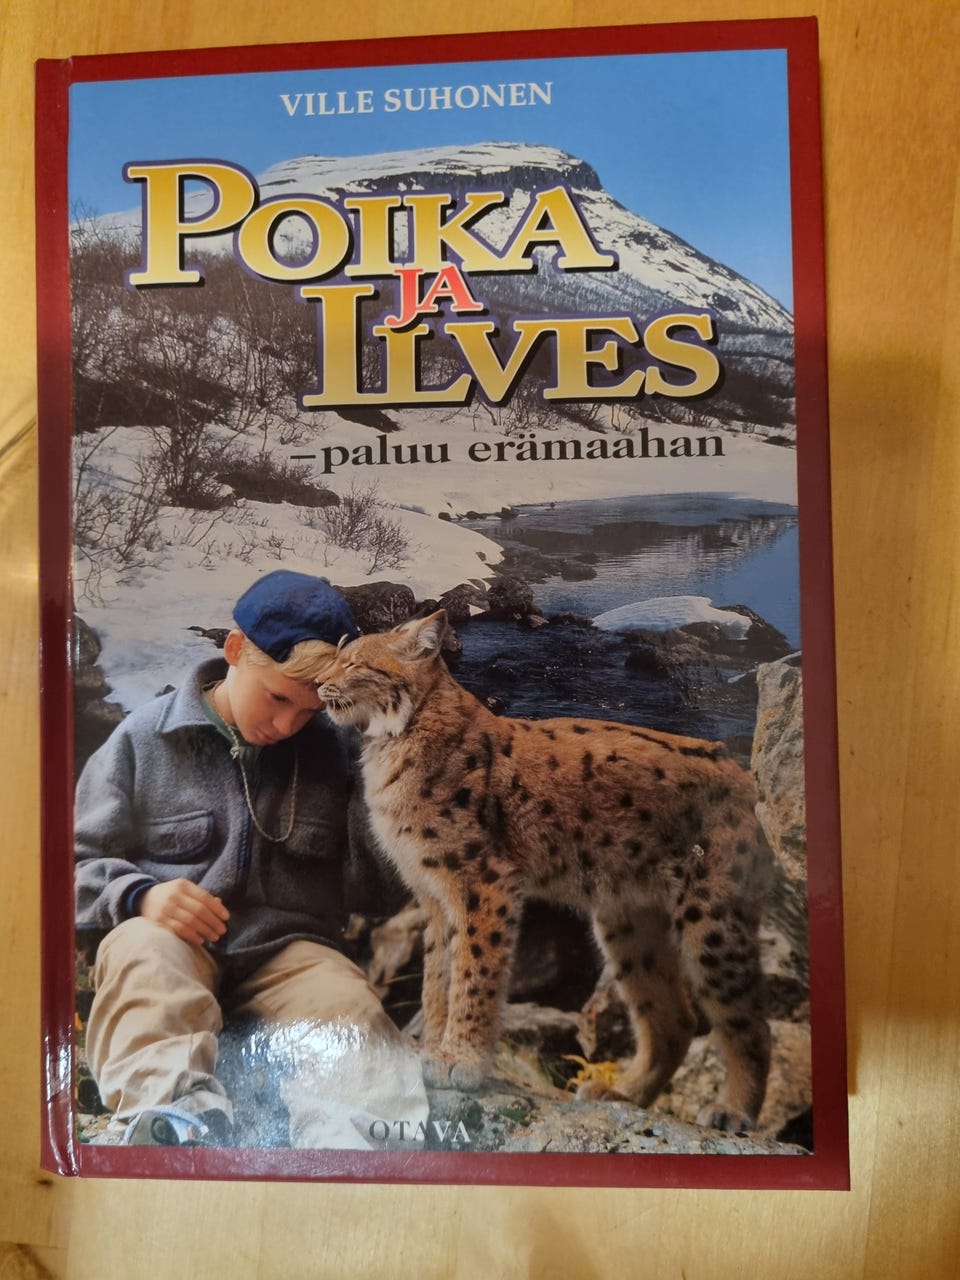 VILLE SUHONEN
POIKA
JA
ILVES
–paluu erämaahan
OTAVA